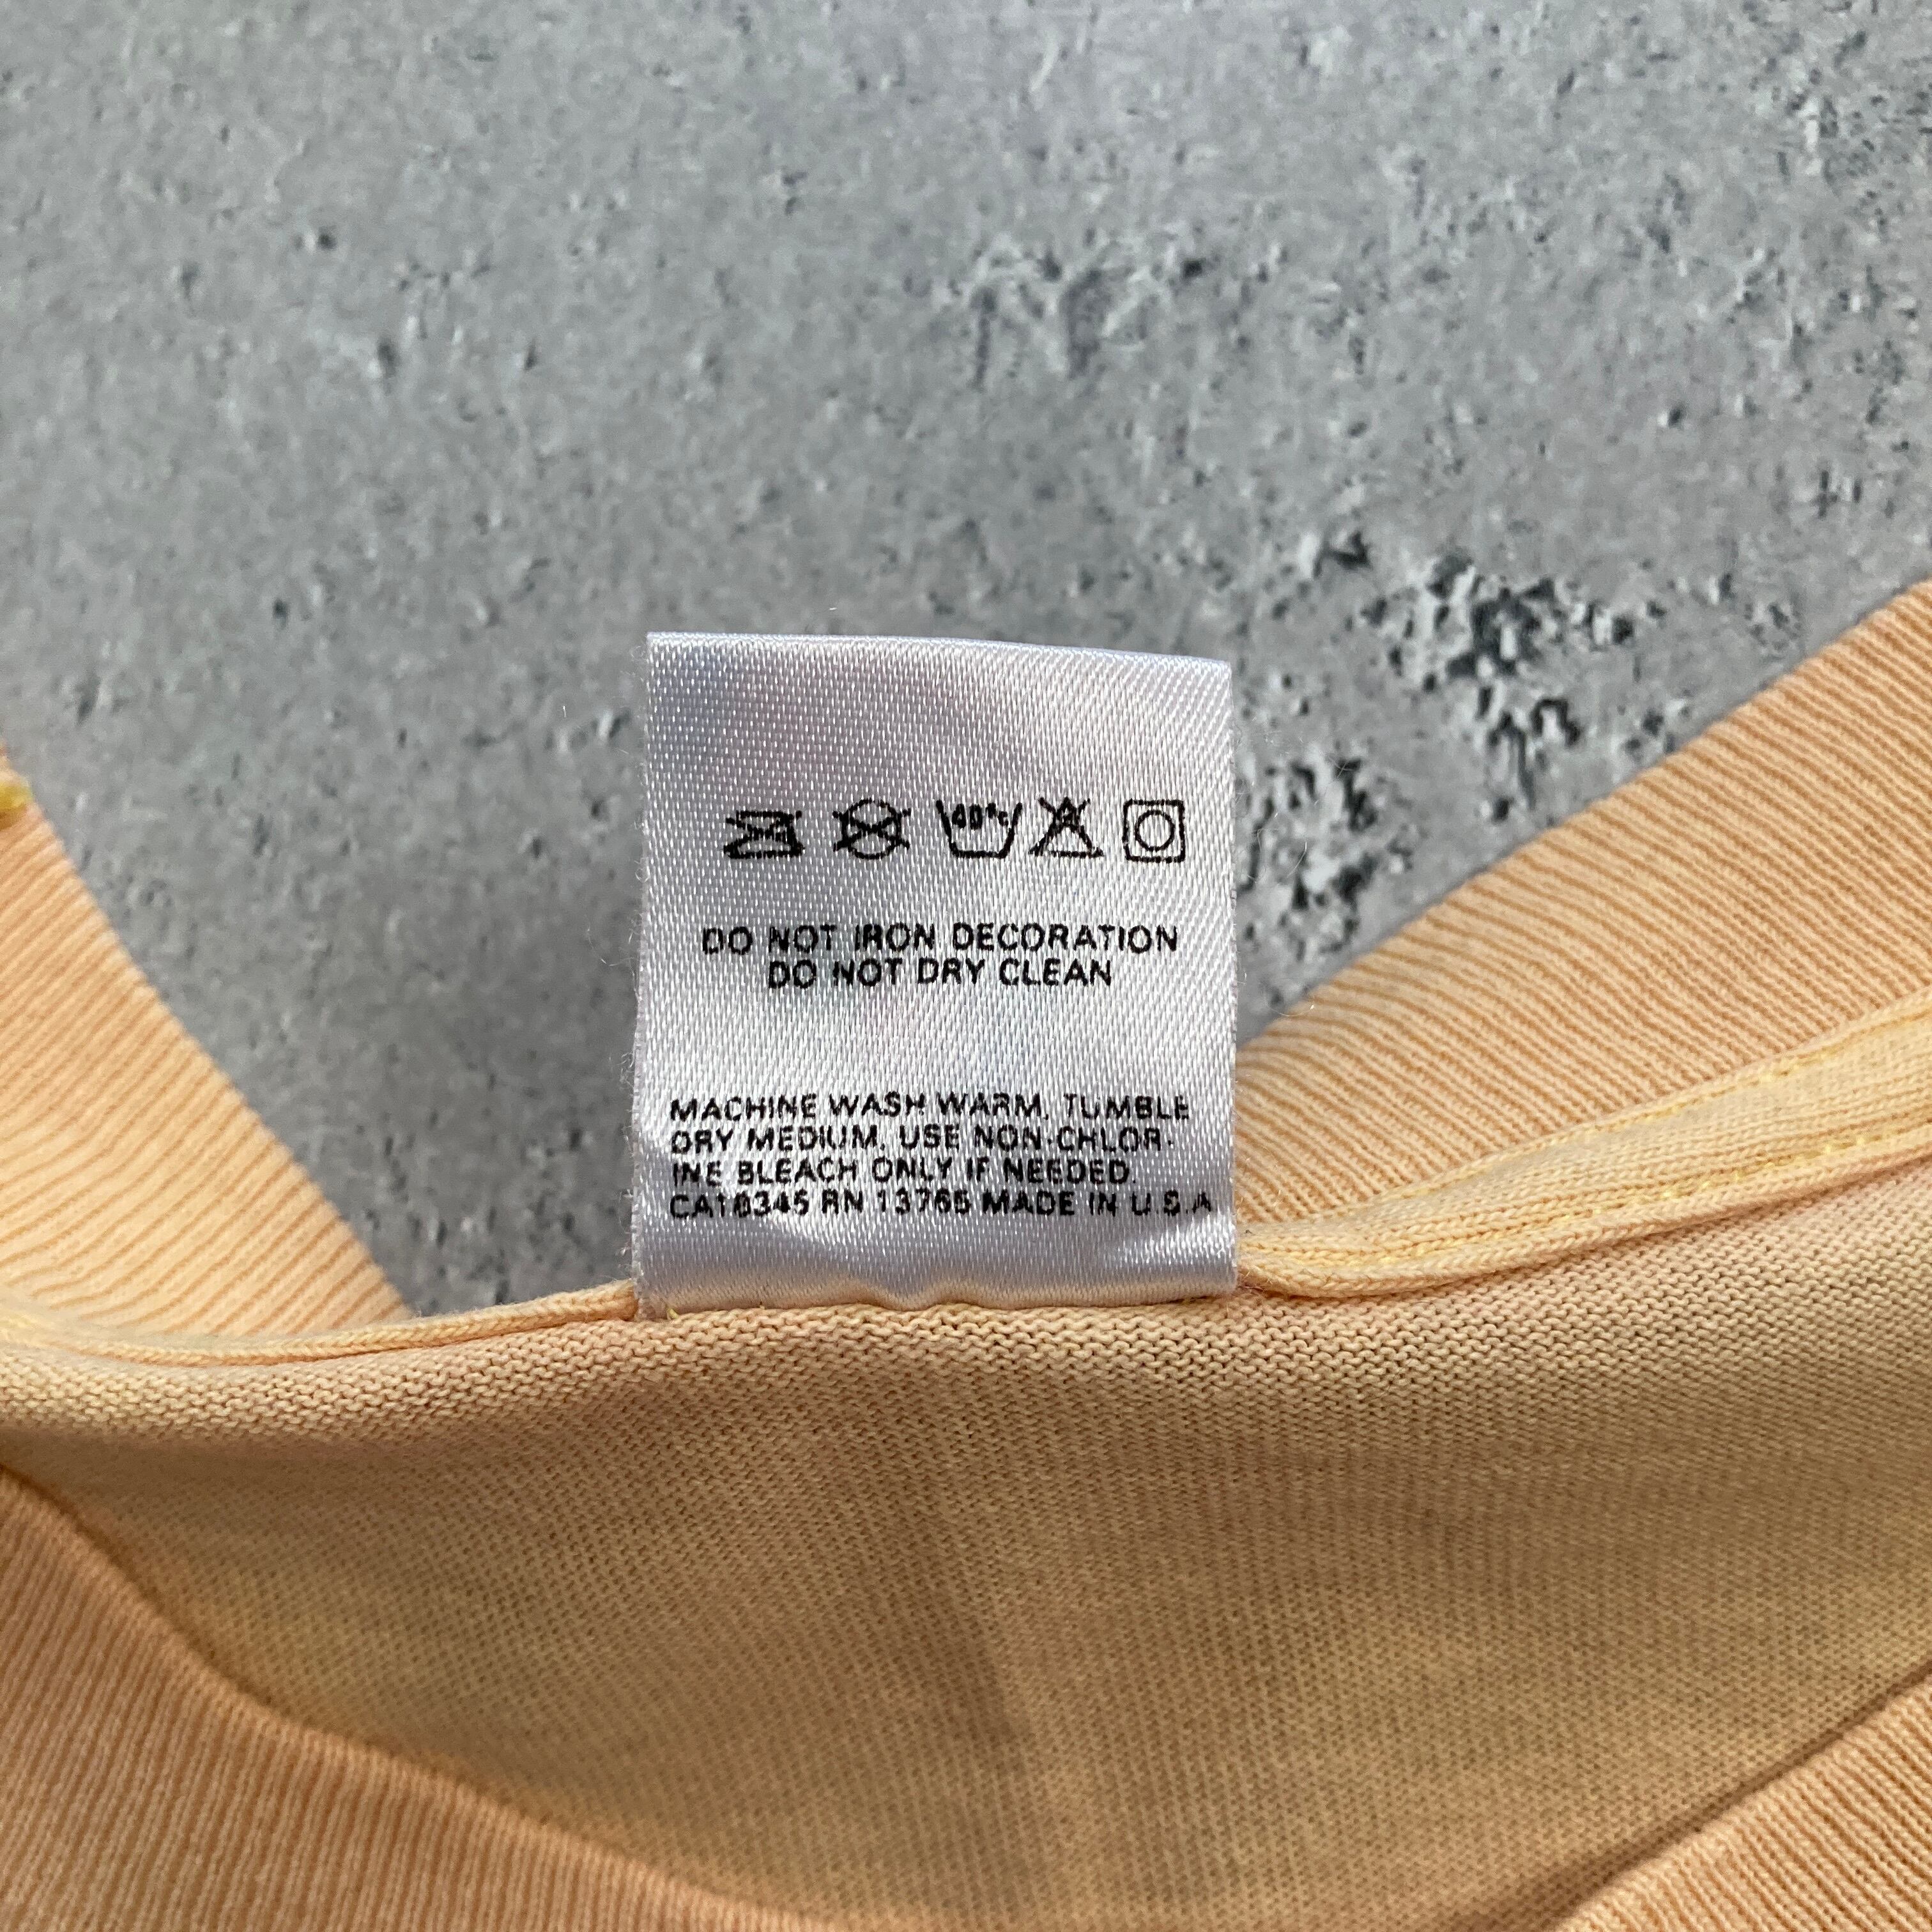 40°C
DO NOT IRON DECORATION
DO NOT DRY CLEAN
MACHINE WASH WARM. TUMBLE
DRY MEDIUM. USE NON-CHLOR-
INE BLEACH ONLY IF NEEDED.
CA18345 RN 13765 MADE IN U.S.A